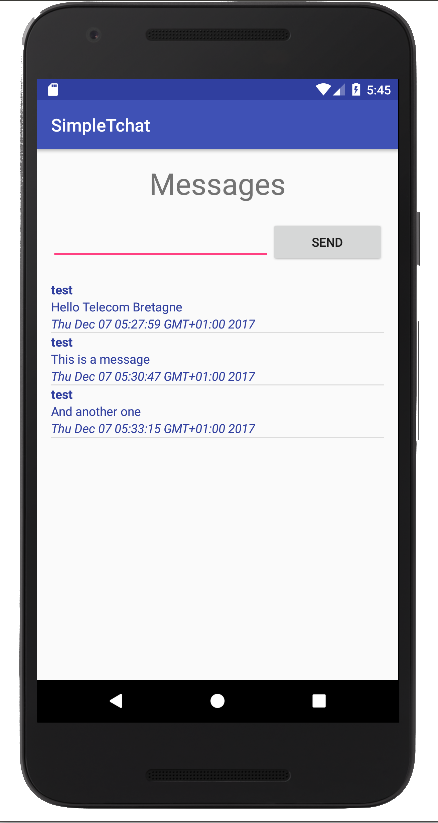 5:45
SimpleTchat
Messages
SEND
test
Hello Telecom Bretagne
Thu Dec 07 05:27:59 GMT+01:00 2017
test
This is a message
Thu Dec 07 05:30:47 GMT+01:00 2017
test
And another one
Thu Dec 07 05:33:15 GMT+01:00 2017